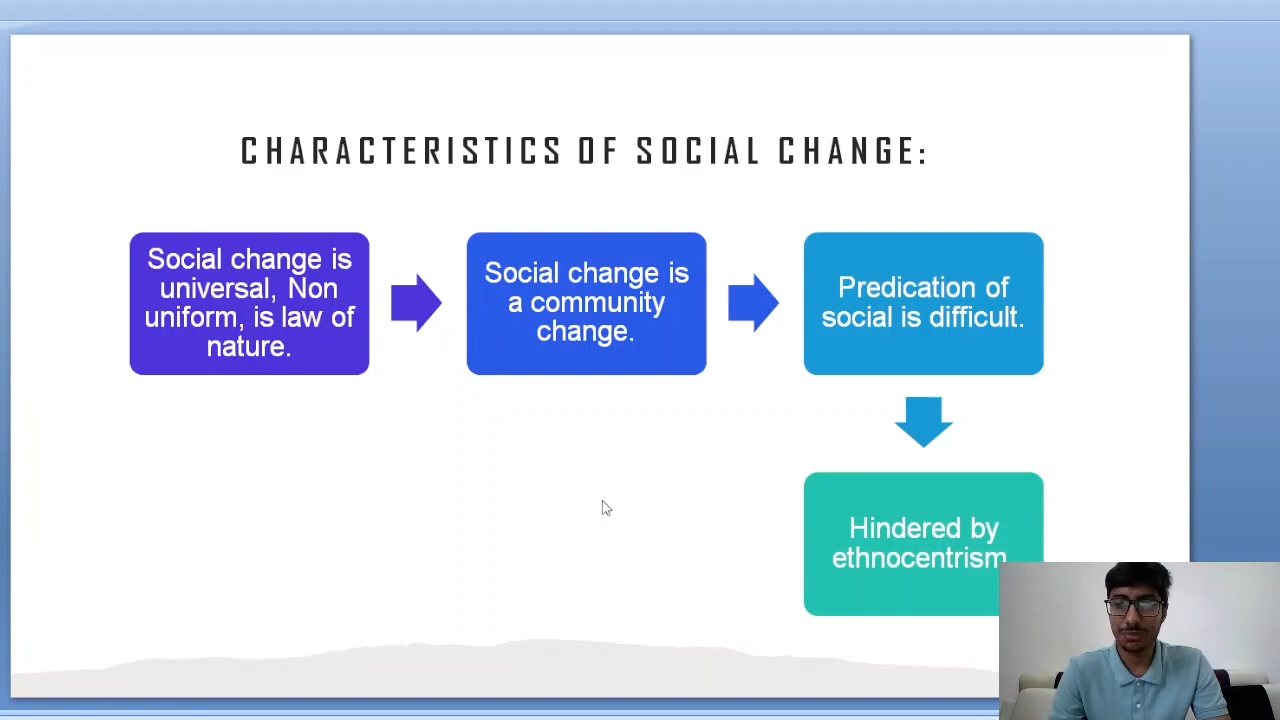 CHARACTERISTICS OF SOCIAL CHANGE:
Social change is
universal, Non
uniform, is law of
nature.
Social change is
a community
change.
Predication of
social is difficult.
Hindered by
ethnocentrism